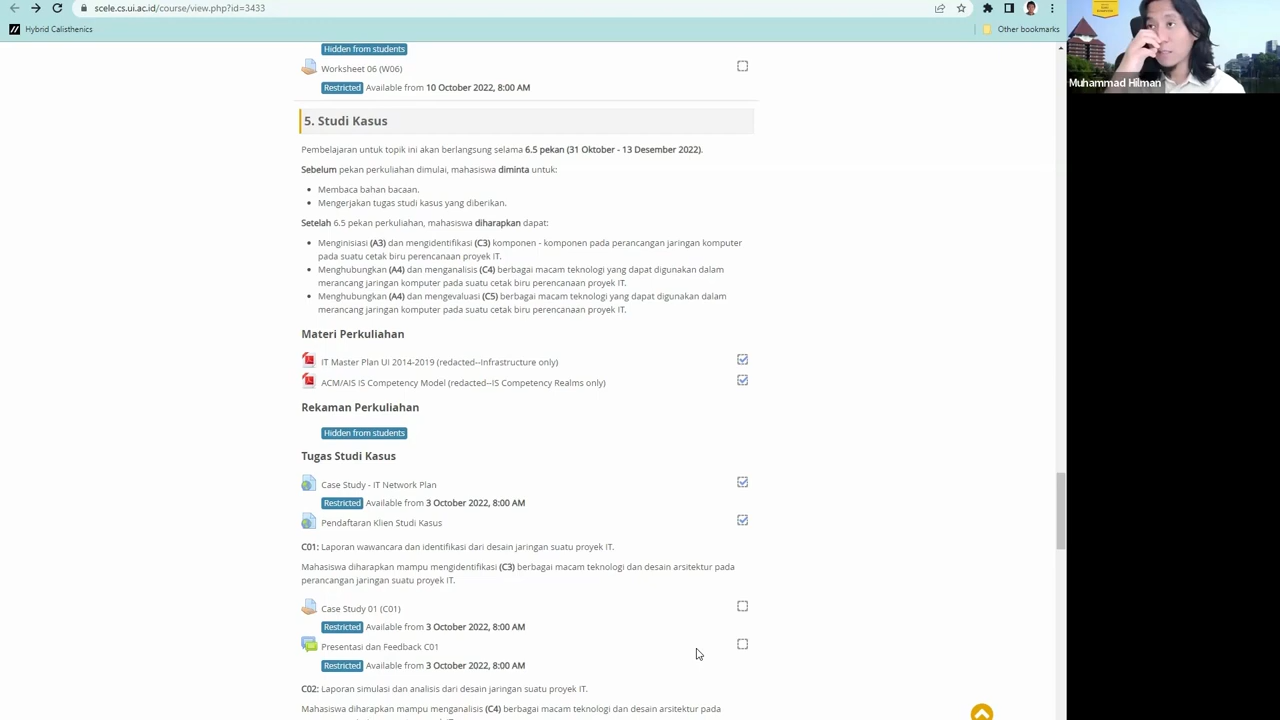 scele.cs.ui.ac.id/course/view.php?id=3433
Hybrid Calisthenics
Other bookmarks
Muhammad Hilman
Hidden from students
Worksheet 06 (W06)
Restricted Available from 10 October 2022, 8:00 AM
5. Studi Kasus
Pembelajaran untuk topik ini akan berlangsung selama 6.5 pekan (31 Oktober - 13 Desember 2022).
Sebelum pekan perkuliahan dimulai, mahasiswa diminta untuk:
Membaca bahan bacaan.
Mengerjakan tugas studi kasus yang diberikan.
Setelah 6.5 pekan perkuliahan, mahasiswa diharapkan dapat:
Menginisiasi (A3) dan mengidentifikasi (C3) komponen - komponen pada perancangan jaringan komputer
pada suatu cetak biru perencanaan proyek IT.
Menghubungkan (A4) dan menganalisis (C4) berbagai macam teknologi yang dapat digunakan dalam
merancang jaringan komputer pada suatu cetak biru perencanaan proyek IT.
Menghubungkan (A4) dan mengevaluasi (C5) berbagai macam teknologi yang dapat digunakan dalam
merancang jaringan komputer pada suatu cetak biru perencanaan proyek IT.
Materi Perkuliahan
IT Master Plan UI 2014-2019 (redacted--Infrastructure only)
ACM/AIS IS Competency Model (redacted--IS Competency Realms only)
Rekaman Perkuliahan
Hidden from students
Tugas Studi Kasus
Case Study - IT Network Plan
Restricted Available from 3 October 2022, 8:00 AM
Pendaftaran Klien Studi Kasus
C01: Laporan wawancara dan identifikasi dari desain jaringan suatu proyek IT.
Mahasiswa diharapkan mampu mengidentifikasi (C3) berbagai macam teknologi dan desain arsitektur pada
perancangan jaringan suatu proyek IT.
Case Study 01 (C01)
Restricted Available from 3 October 2022, 8:00 AM
Presentasi dan Feedback C01
Restricted Available from 3 October 2022, 8:00 AM
C02: Laporan simulasi dan analisis dari desain jaringan suatu proyek IT.
Mahasiswa diharapkan mampu menganalisis (C4) berbagai macam teknologi dan desain arsitektur pada